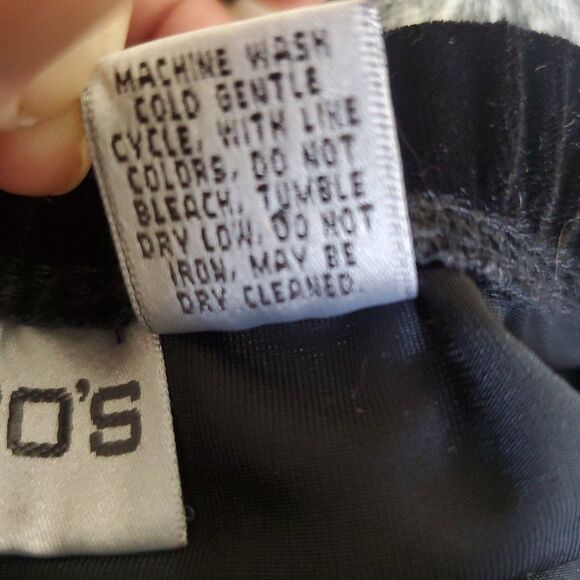 MACHINE WASH
COLD GENTLE
CYCLE, WITH LIKE
COLORS, DO NOT
BLEACH, TUMBLE
DRY LOW, DO NOT
IRON, MAY BE
DRY CLEANED.
O'S